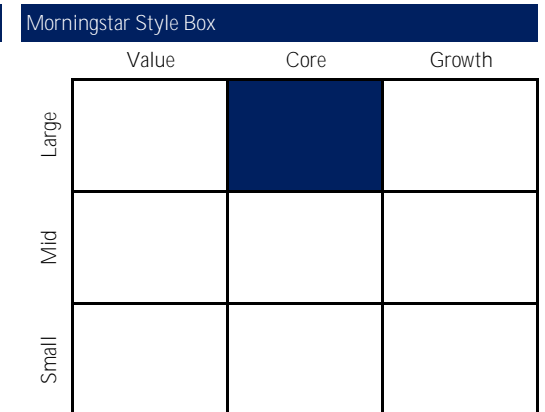 Morningstar Style Box
Value Core Growth
Large
Mid
Small